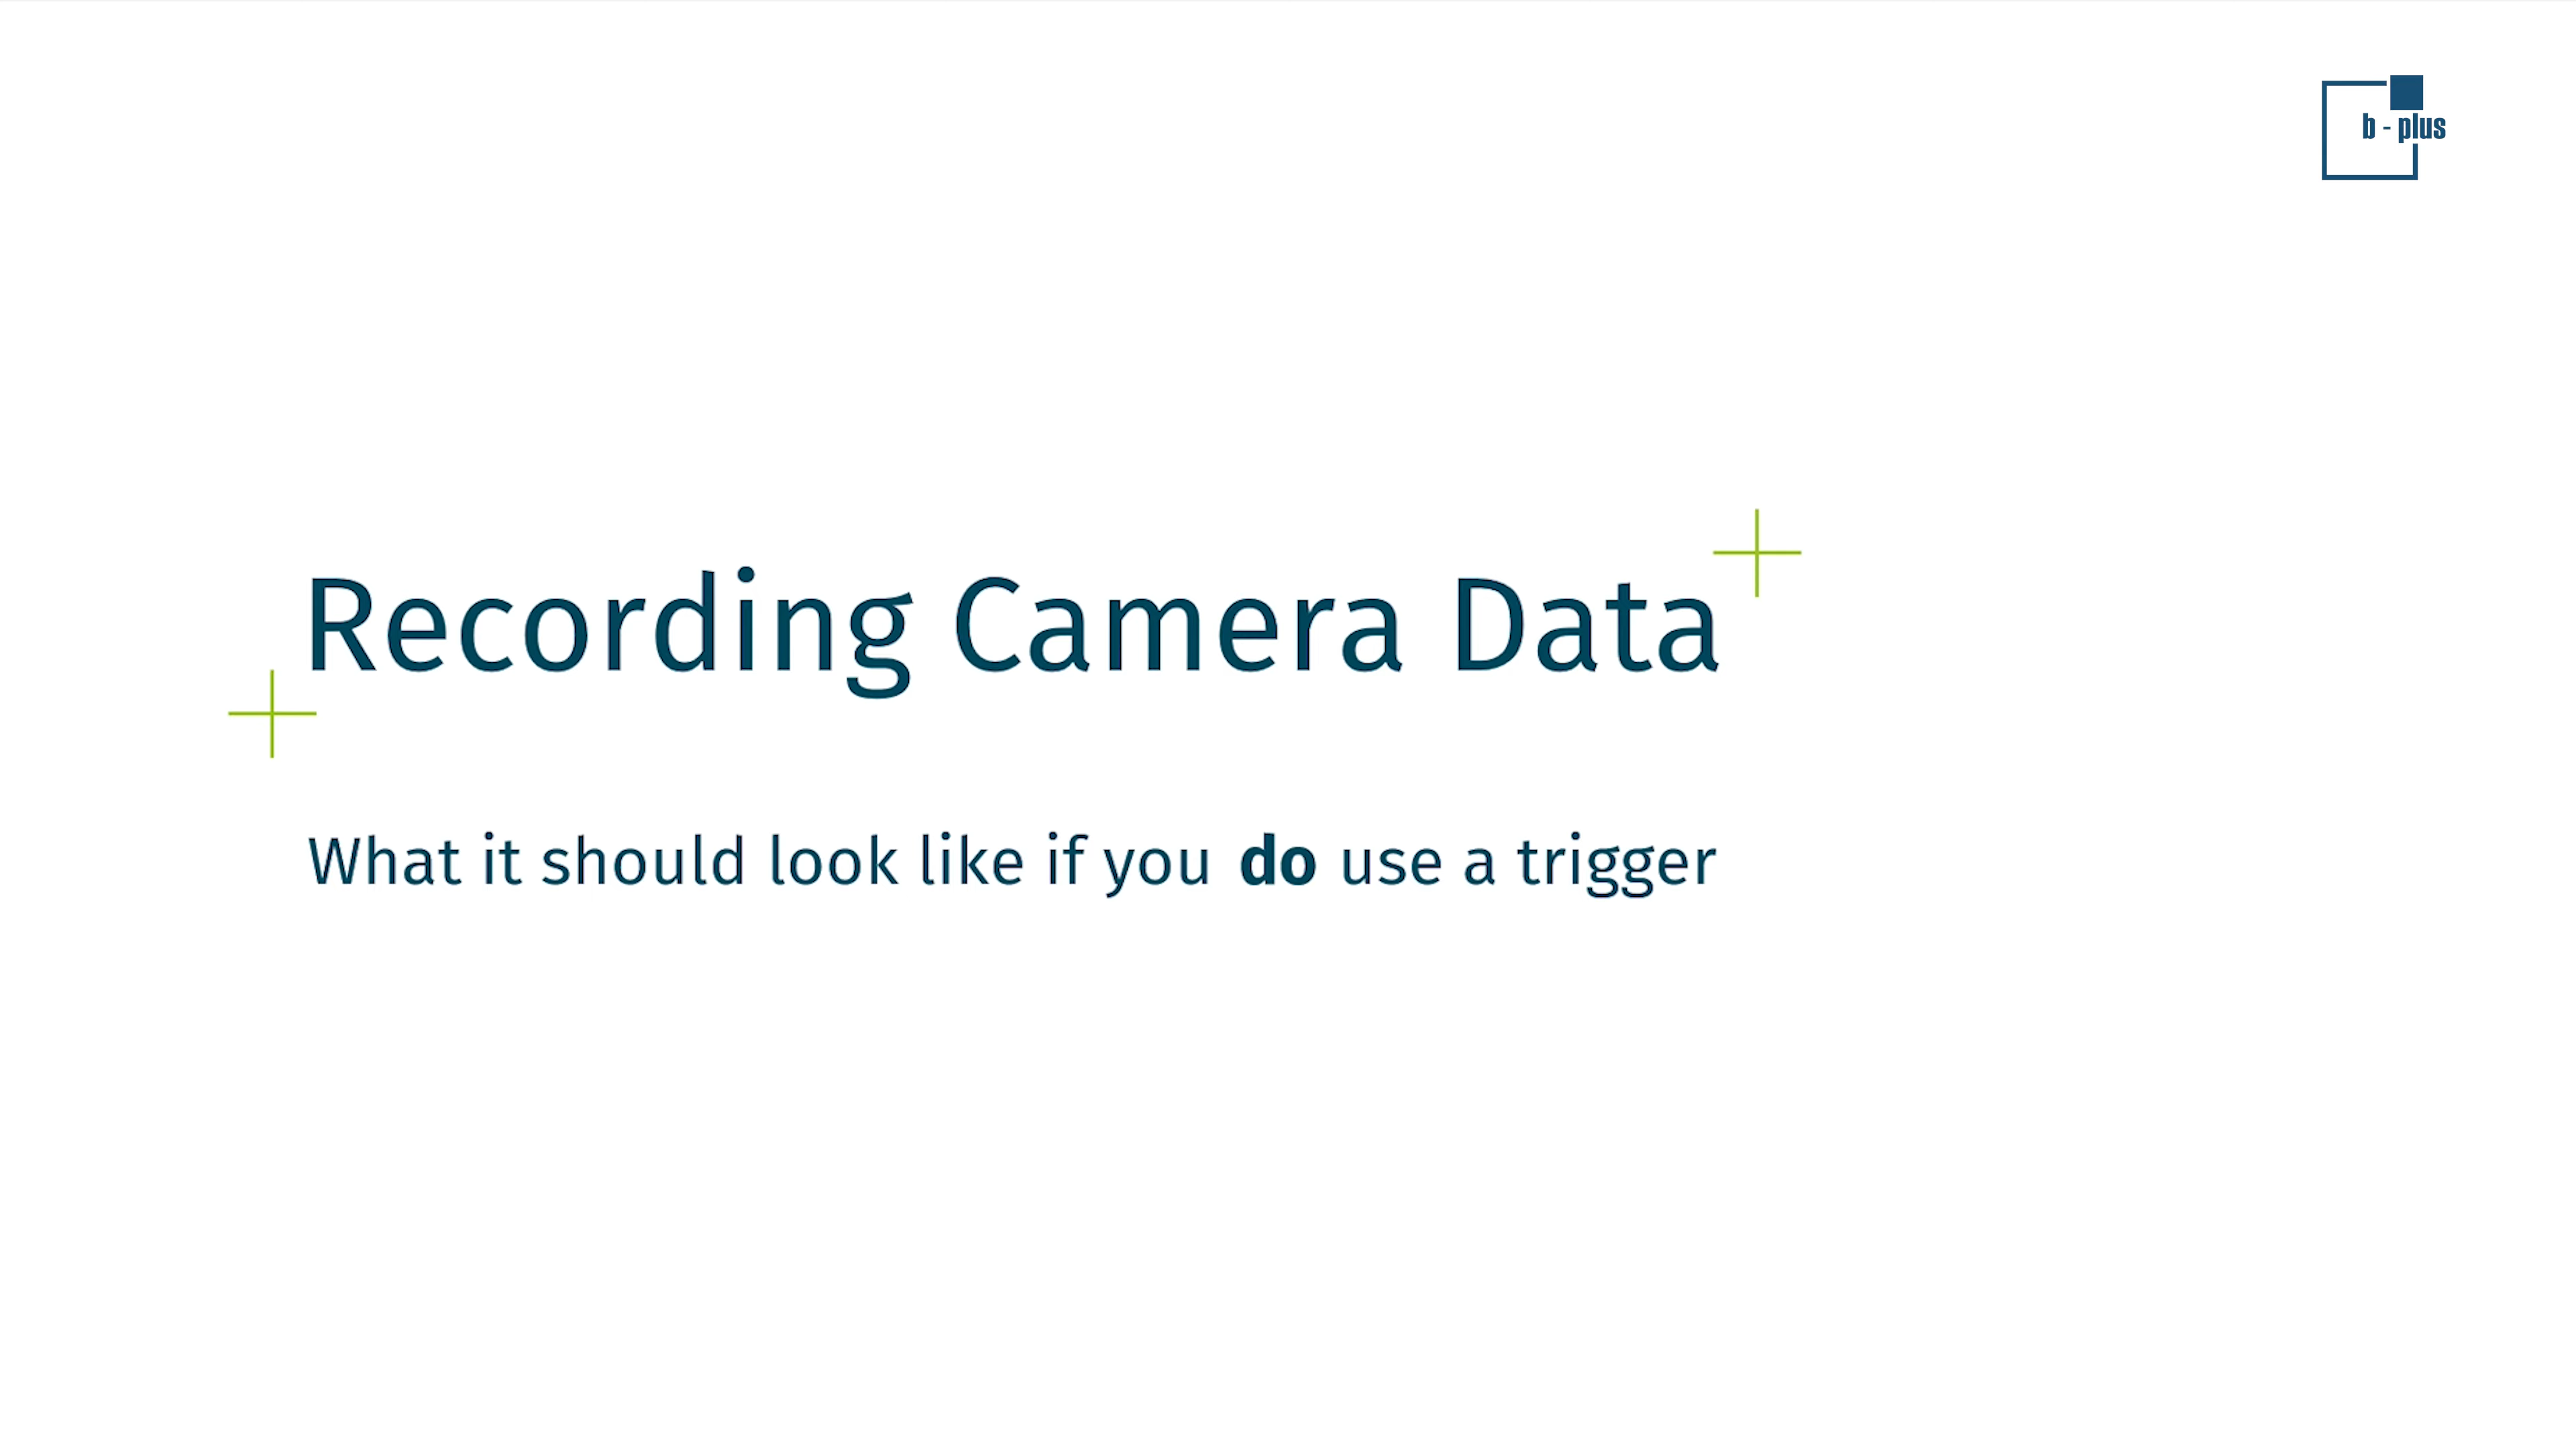 b - plus
Recording Camera Data
What it should look like if you do use a trigger